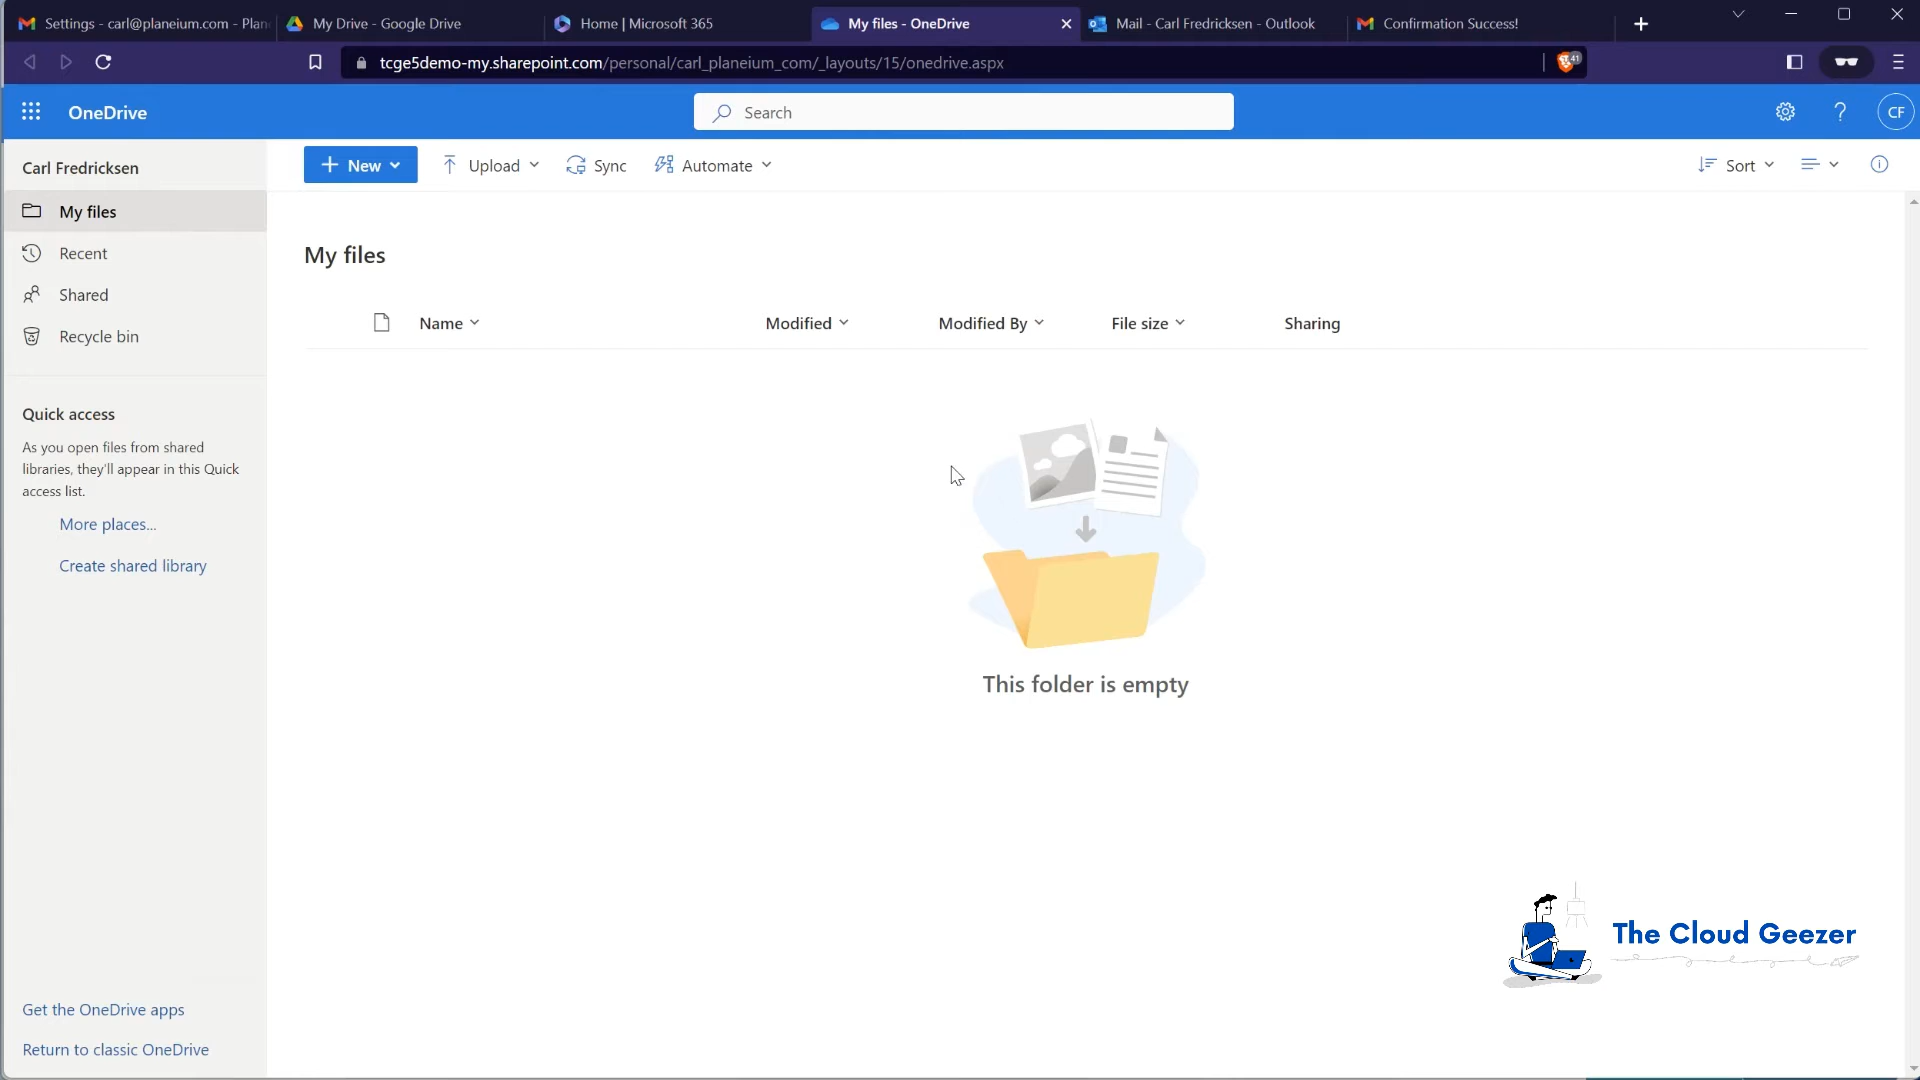 Settings - carl@planeium.com - Plan
My Drive - Google Drive
Home | Microsoft 365
My files - OneDrive
Mail - Carl Fredricksen - Outlook
Confirmation Success!
tcge5demo-my.sharepoint.com/personal/carl_planeium_com/_layouts/15/onedrive.aspx
41
OneDrive
Search
CF
Carl Fredricksen
New
Upload
Sync
Automate
Sort
My files
Recent
Shared
Recycle bin
Quick access
As you open files from shared
libraries, they'll appear in this Quick
access list.
More places...
Create shared library
Get the OneDrive apps
Return to classic OneDrive
My files
Name
Modified
Modified By
File size
Sharing
This folder is empty
The Cloud Geezer